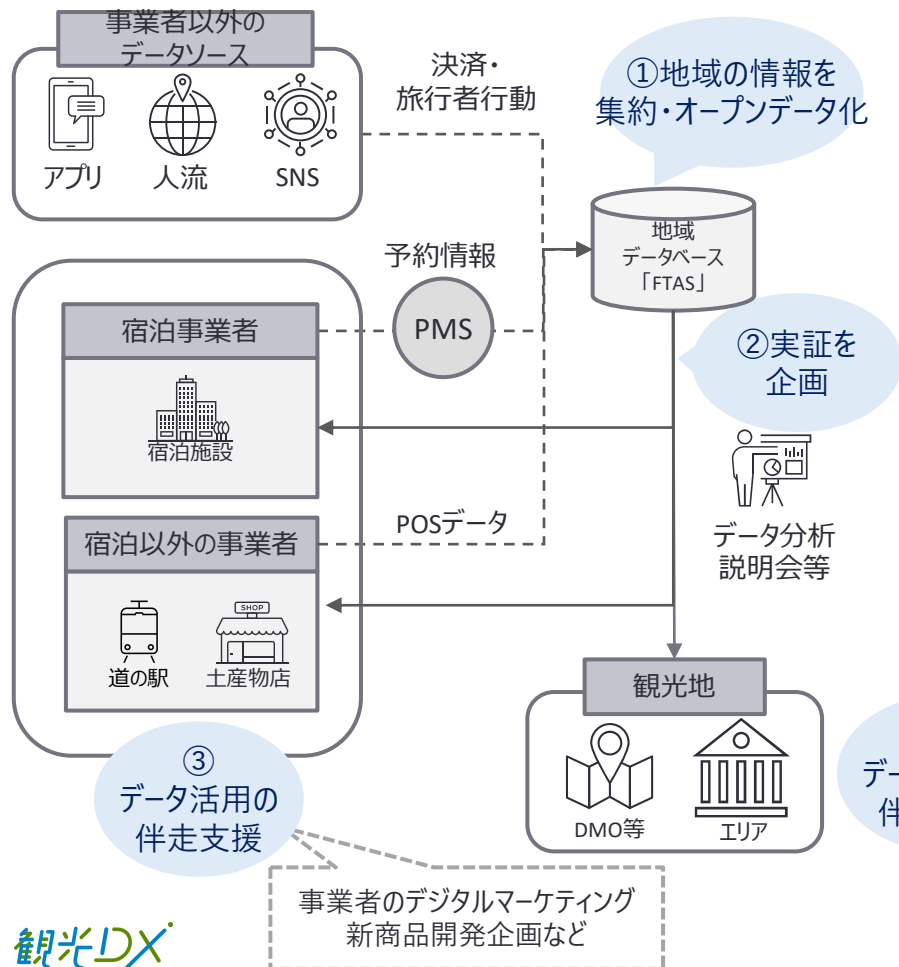 事業者以外の
データソース
アプリ
人流
SNS
決済・
旅行者行動
①地域の情報を
集約・オープンデータ化
地域
データベース
「FTAS」
予約情報
PMS
宿泊事業者
宿泊施設
②実証を
企画
データ分析
説明会等
POSデータ
宿泊以外の事業者
SHOP
道の駅
土産物店
観光地
DMO等
エリア
③
データ活用の
伴走支援
デー
伴
事業者のデジタルマーケティング
新商品開発企画など
観光DX